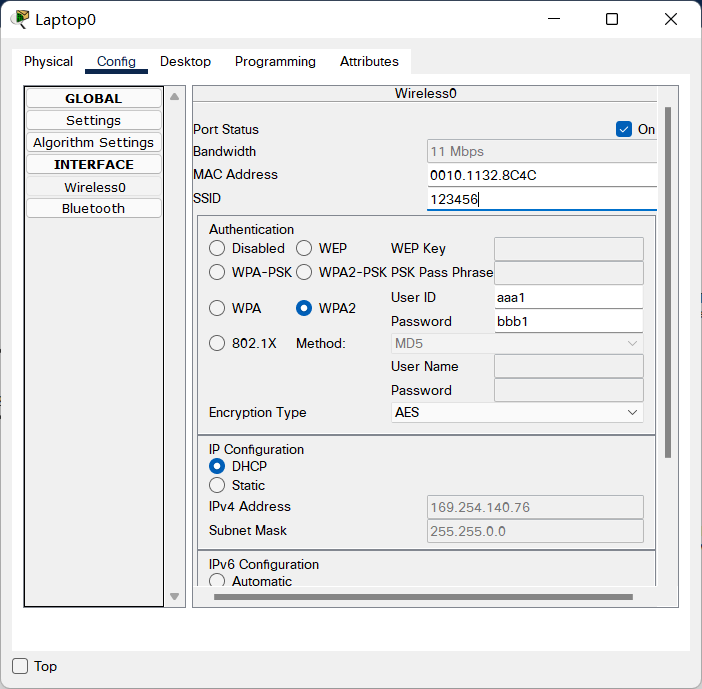 Laptop0
Physical Config Desktop Programming Attributes
GLOBAL
Settings
Algorithm Settings
INTERFACE
Wireless0
Bluetooth
Wireless0
Port Status On
Bandwidth 11 Mbps
MAC Address 0010.1132.8C4C
SSID 123456
Authentication
Disabled WEP WEP Key
WPA-PSK WPA2-PSK PSK Pass Phrase
User ID aaa1
WPA WPA2
Password bbb1
802.1X Method: MD5
User Name
Password
Encryption Type AES
IP Configuration
DHCP
Static
IPv4 Address 169.254.140.76
Subnet Mask 255.255.0.0
IPv6 Configuration
Automatic
Top